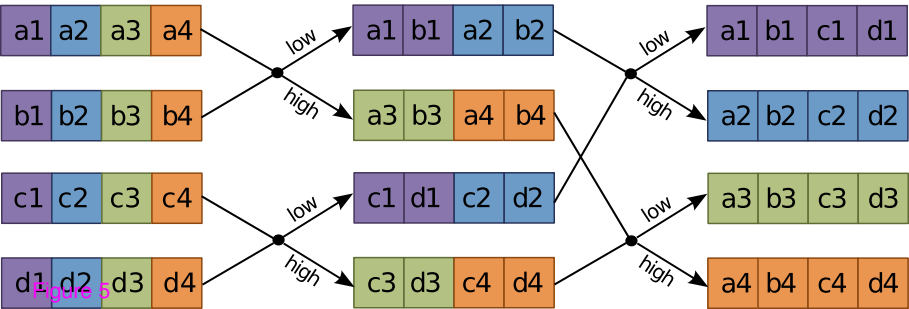 a1 a2 a3 a4
low
a1 b1 a2 b2
low
a1 b1 c1 d1
b1 b2 b3 b4
high
a3 b3 a4 b4
high
a2 b2 c2 d2
c1 c2 c3 c4
low
c1 d1 c2 d2
low
a3 b3 c3 d3
d1 d2 d3 d4
high
c3 d3 c4 d4
high
a4 b4 c4 d4
Figure 5